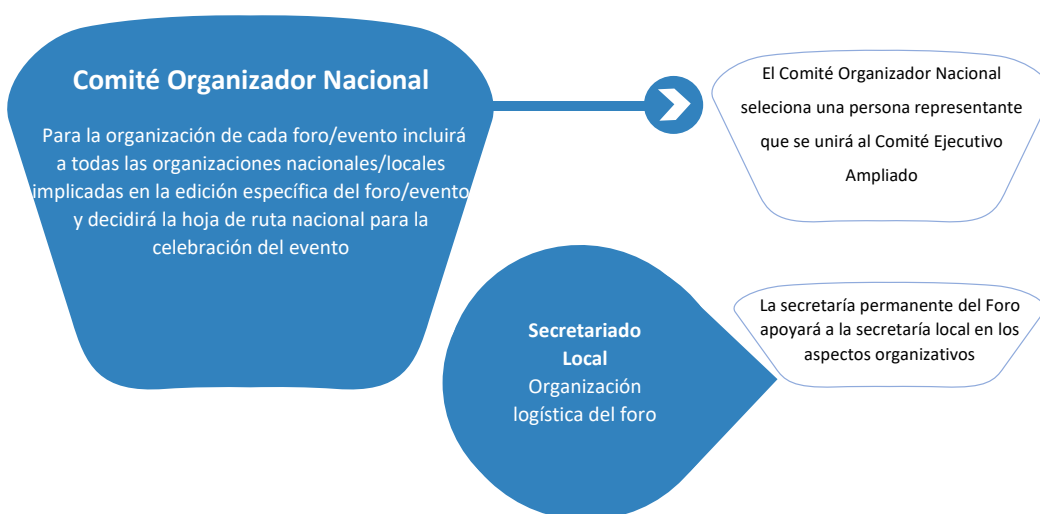 Comité Organizador Nacional
Para la organización de cada foro/evento incluirá
a todas las organizaciones nacionales/locales
implicadas en la edición específica del foro/evento
y decidirá la hoja de ruta nacional para la
celebración del evento
El Comité Organizador Nacional
selecciona una persona representante
que se unirá al Comité Ejecutivo
Ampliado
Secretariado
Local
Organización
logística del foro
La secretaría permanente del Foro
apoyará a la secretaría local en los
aspectos organizativos